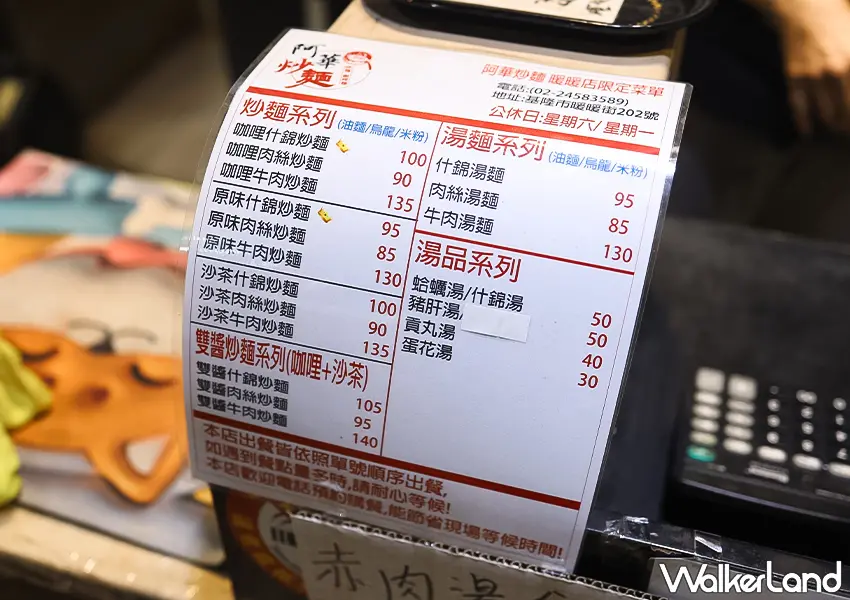 阿華
炒麵
阿華炒麵 暖暖店限定菜單
電話:(02-24583589)
地址:基隆市暖暖街202號
公休日:星期六/星期一
炒麵系列(油麵/烏龍/米粉)
咖哩什錦炒麵 100
咖哩肉絲炒麵 90
咖哩牛肉炒麵 135
原味什錦炒麵 95
原味肉絲炒麵 85
原味牛肉炒麵 130
沙茶什錦炒麵 100
沙茶肉絲炒麵 90
沙茶牛肉炒麵 135
雙醬炒麵系列(咖哩+沙茶)
雙醬什錦炒麵 105
雙醬肉絲炒麵 95
雙醬牛肉炒麵 140
湯麵系列(油麵/烏龍/米粉)
什錦湯麵 95
肉絲湯麵 85
牛肉湯麵 130
湯品系列
蛤蠣湯/什錦湯 50
豬肝湯/ 50
貢丸湯 40
蛋花湯 30
本店出餐皆依照單號順序出餐,
如遇到餐點量多時,請耐心等候!
本店歡迎電話預約購餐,能節省現場等候時間!
赤肉湯
WalkerLand